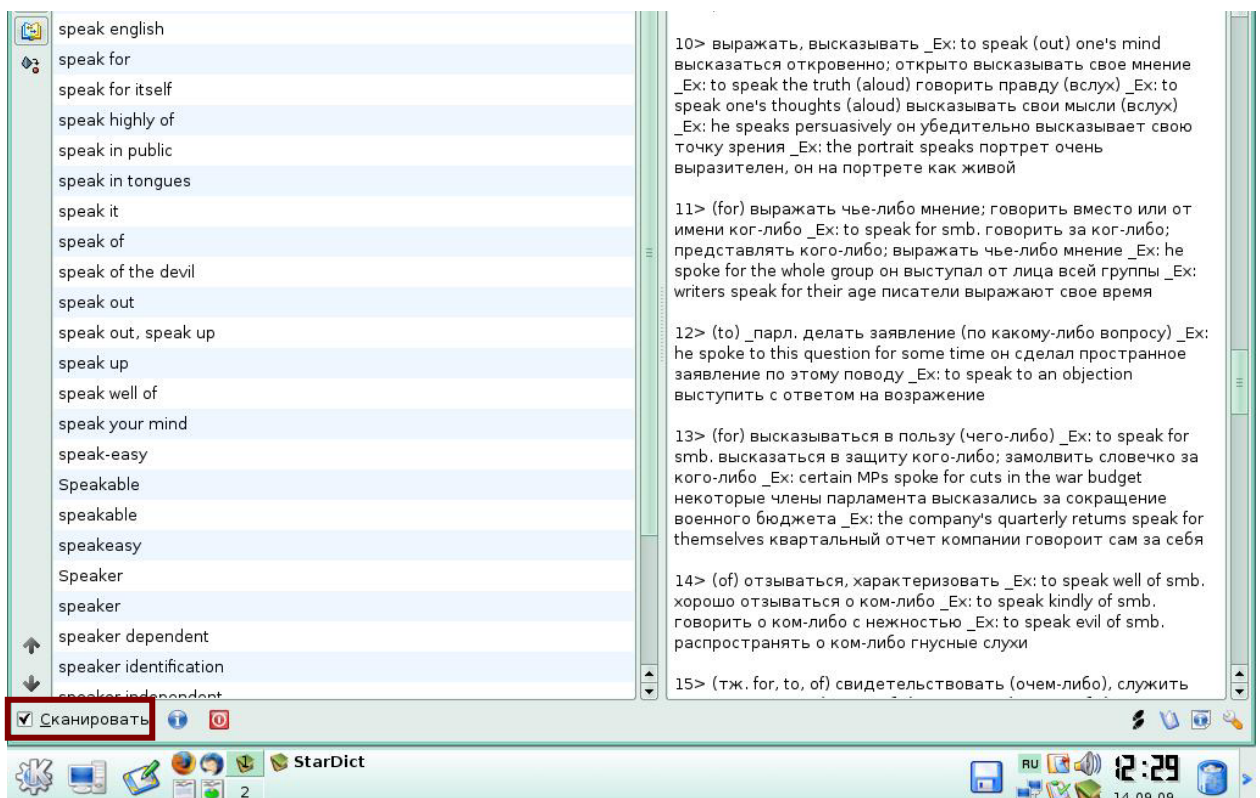 speak english
speak for
speak for itself
speak highly of
speak in public
speak in tongues
speak it
speak of
speak of the devil
speak out
speak out, speak up
speak up
speak well of
speak your mind
speak-easy
Speakable
speakable
speakeasy
Speaker
speaker
speaker dependent
speaker identification
speaker independent
10> выражать, высказывать _Ex: to speak (out) one's mind
высказаться откровенно; открыто высказывать свое мнение
_Ex: to speak the truth (aloud) говорить правду (вслух) _Ex: to
speak one's thoughts (aloud) высказывать свои мысли (вслух)
_Ex: he speaks persuasively он убедительно высказывает свою
точку зрения _Ex: the portrait speaks портрет очень
выразителен, он на портрете как живой
11> (for) выражать чье-либо мнение; говорить вместо или от
имени ког-либо _Ex: to speak for smb. говорить за ког-либо;
представлять кого-либо; выражать чье-либо мнение _Ex: he
spoke for the whole group он выступал от лица всей группы _Ex:
writers speak for their age писатели выражают свое время
12> (to) _парл. делать заявление (по какому-либо вопросу) _Ex:
he spoke to this question for some time он сделал пространное
заявление по этому поводу _Ex: to speak to an objection
выступить с ответом на возражение
13> (for) высказываться в пользу (чего-либо) _Ex: to speak for
smb. высказаться в защиту кого-либо; замолвить словечко за
кого-либо _Ex: certain MPs spoke for cuts in the war budget
некоторые члены парламента высказались за сокращение
военного бюджета _Ex: the company's quarterly returns speak for
themselves квартальный отчет компании говороит сам за себя
14> (of) отзываться, характеризовать _Ex: to speak well of smb.
хорошо отзываться о ком-либо _Ex: to speak kindly of smb.
говорить о ком-либо с нежностью _Ex: to speak evil of smb.
распространять о ком-либо гнусные слухи
15> (тж. for, to, of) свидетельствовать (очем-либо), служить
Сканировать
StarDict
2
RU
12:29
14.09.09